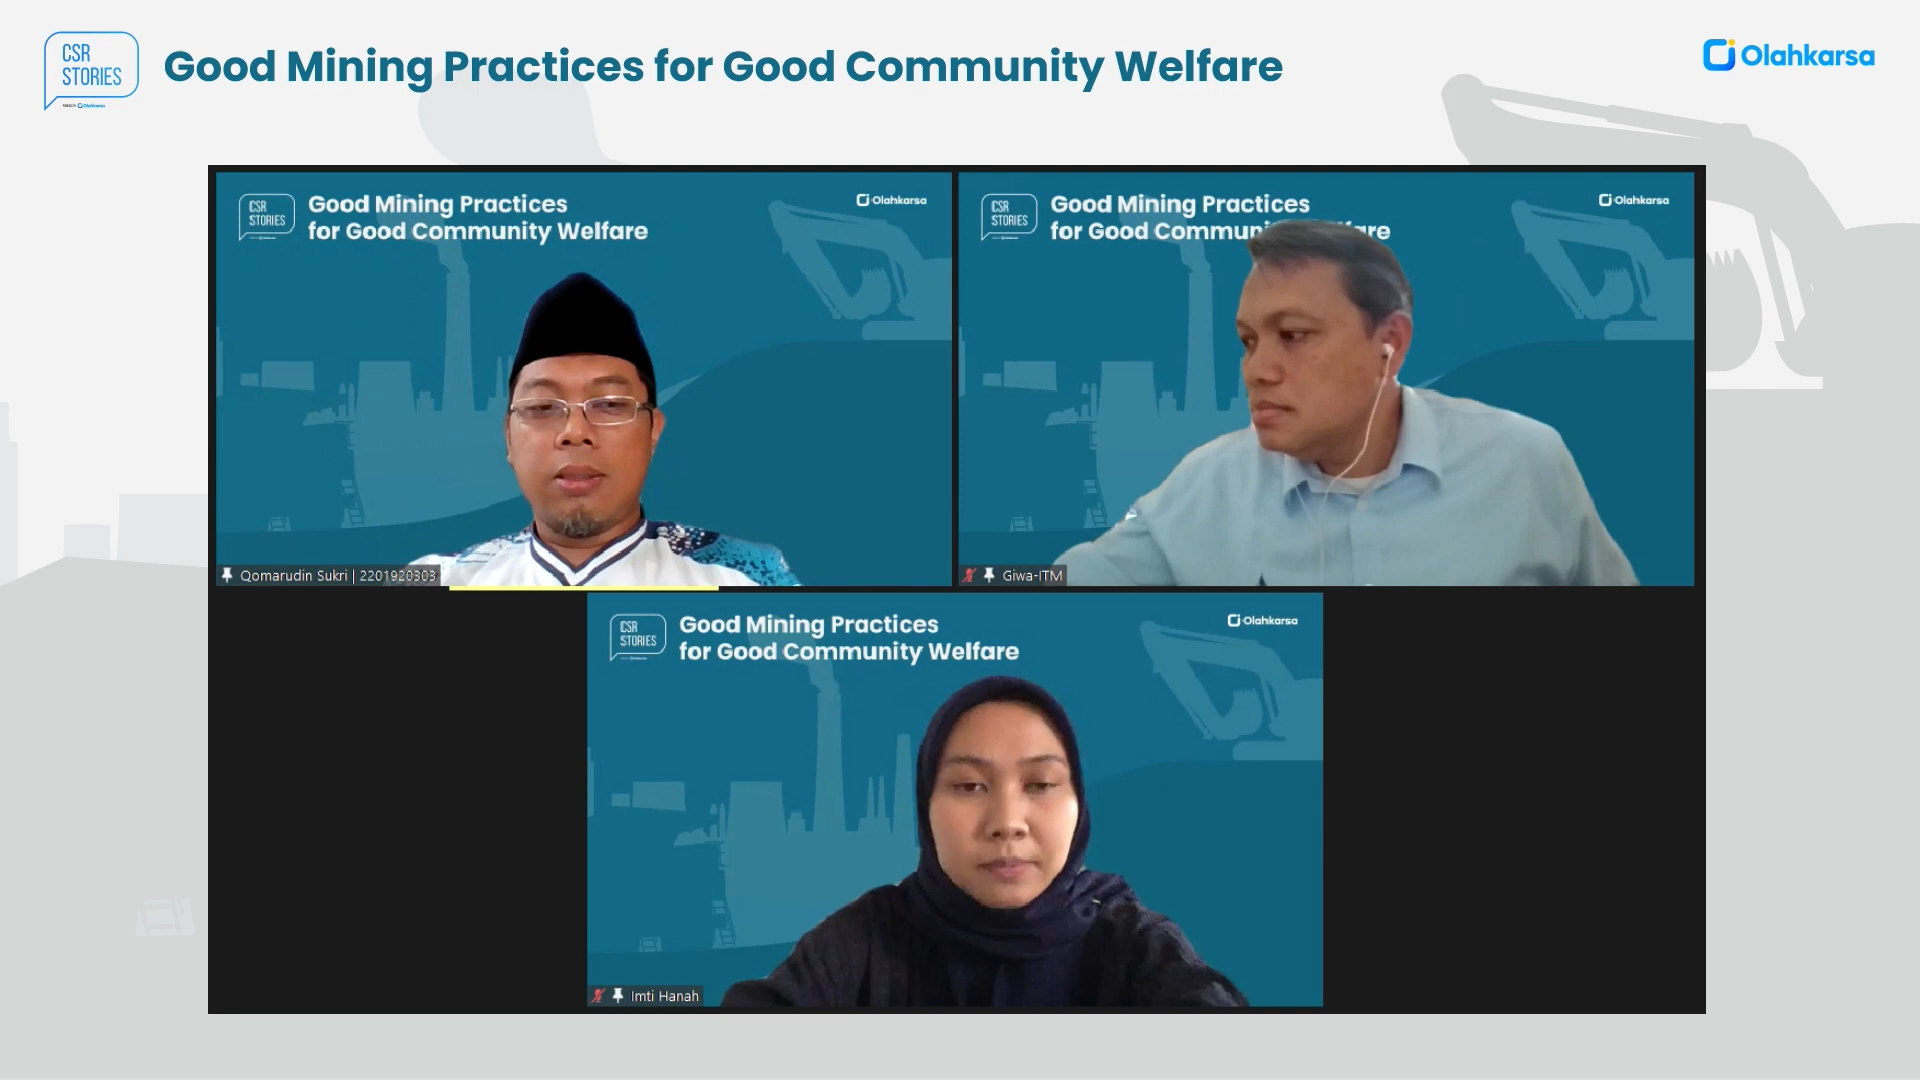 CSR
STORIES
Good Mining Practices for Good Community Welfare
Olahkarsa
CSR
STORIES
Good Mining Practices
for Good Community Welfare
Olahkarsa
Qomarudin Sukri | 2201920303
CSR
STORIES
Good Mining Practices
for Good
Olahkarsa
Giwa-ITM
CSR
STORIES
Good Mining Practices
for Good Community Welfare
Olahkarsa
Imti Hanah